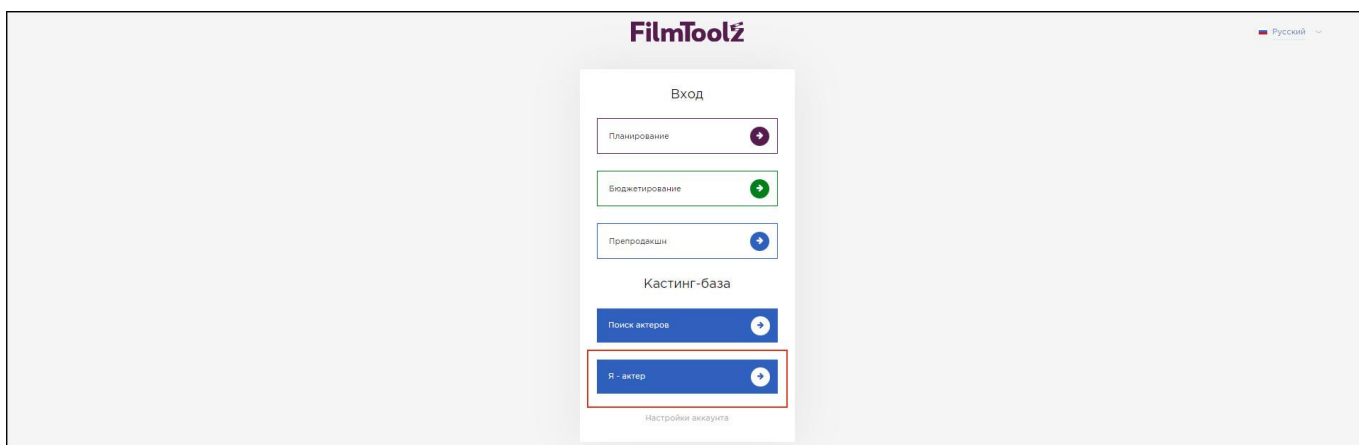 FilmToolz
Русский
Вход
Планирование
Бюджетирование
Препродакшн
Кастинг-база
Поиск актеров
Я - актер
Настройки аккаунта